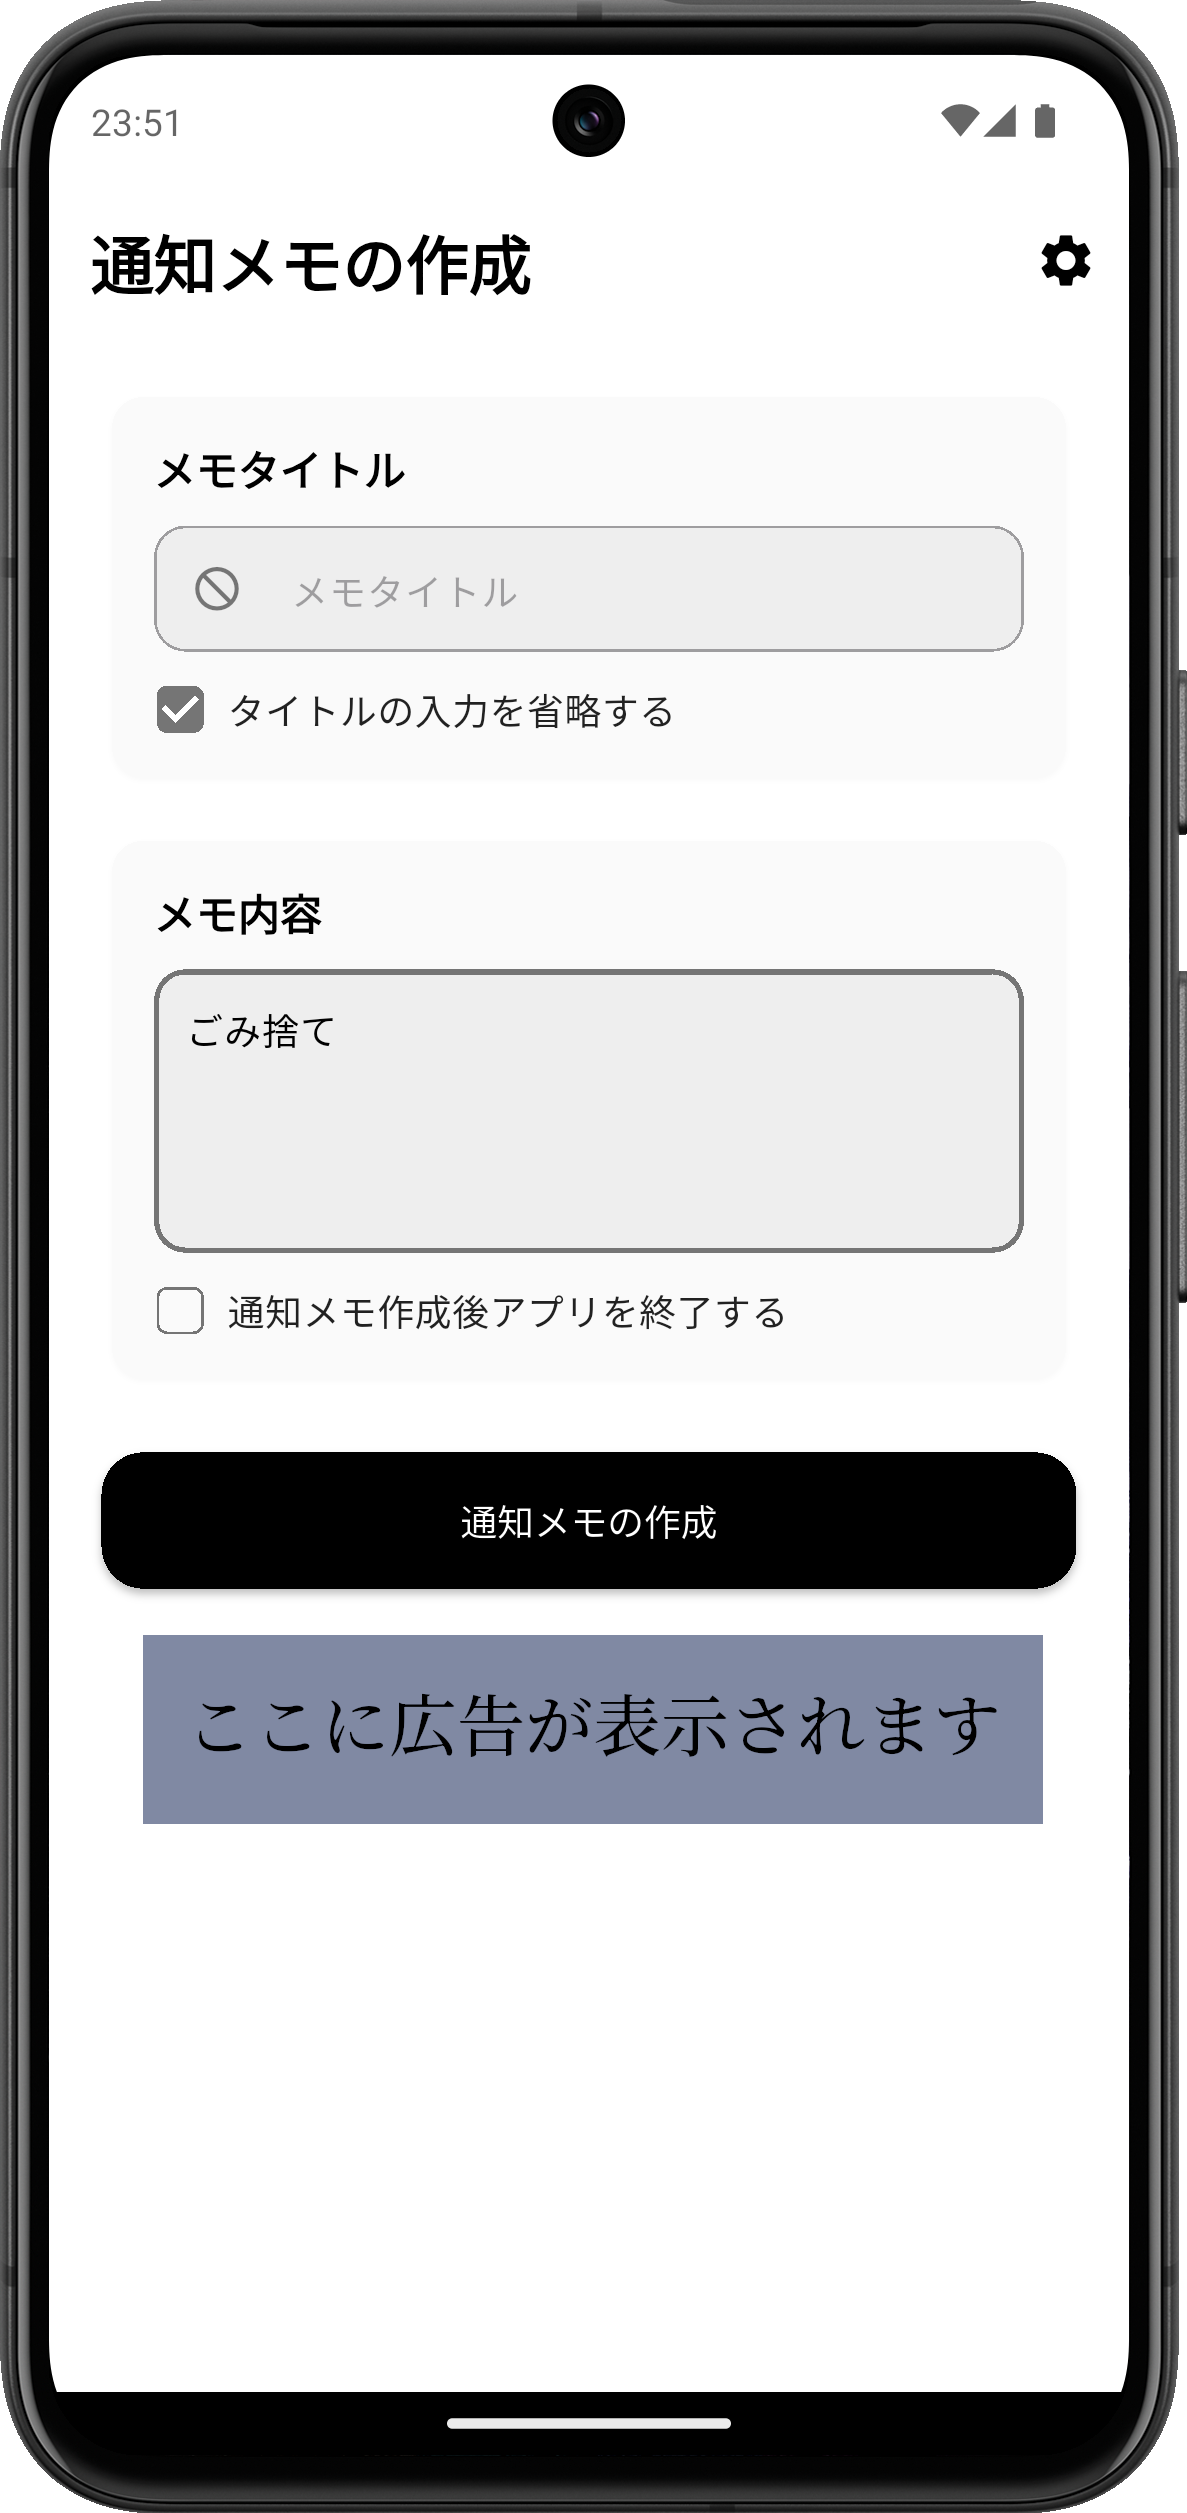 23:51
通知メモの作成
メモタイトル
メモタイトル
タイトルの入力を省略する
メモ内容
ごみ捨て
通知メモ作成後アプリを終了する
通知メモの作成
ここに広告が表示されます